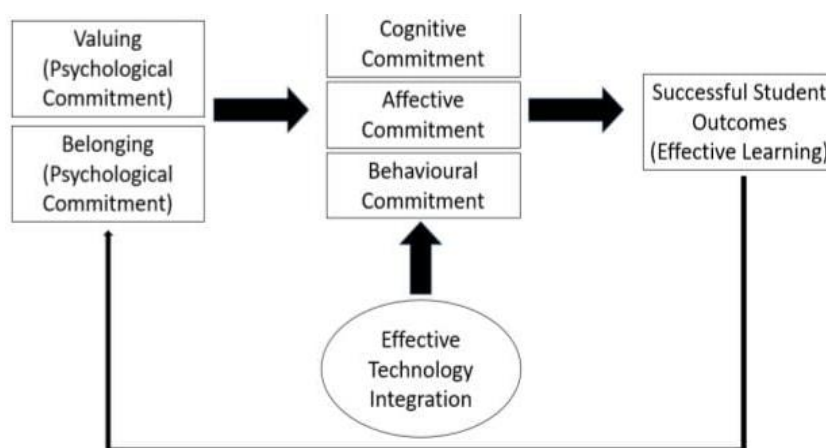 Valuing
(Psychological
Commitment)
Belonging
(Psychological
Commitment)
Cognitive
Commitment
Affective
Commitment
Behavioural
Commitment
Successful Student
Outcomes
(Effective Learning)
Effective
Technology
Integration